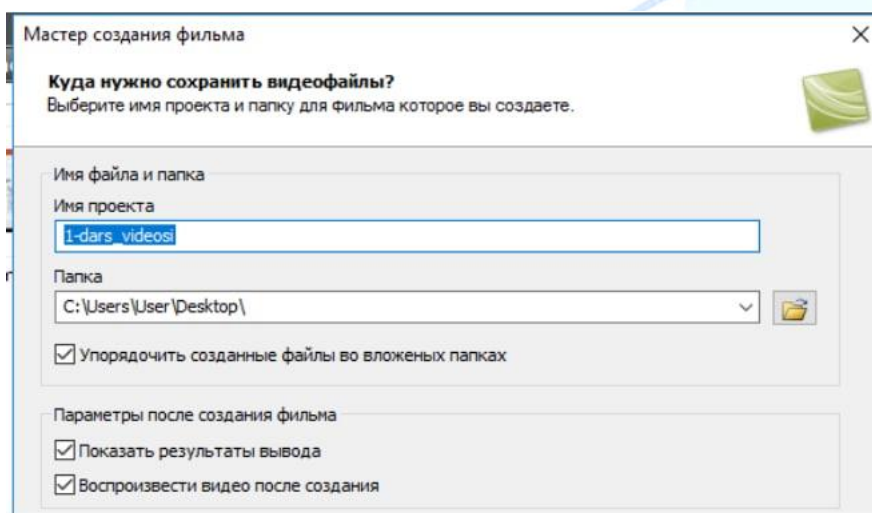 Мастер создания фильма
Куда нужно сохранить видеофайлы?
Выберите имя проекта и папку для фильма которое вы создаете.
Имя файла и папка
Имя проекта
1-dars_videosi
Папка
C:\Users\User\Desktop\
Упорядочить созданные файлы во вложеных папках
Параметры после создания фильма
Показать результаты вывода
Воспроизвести видео после создания